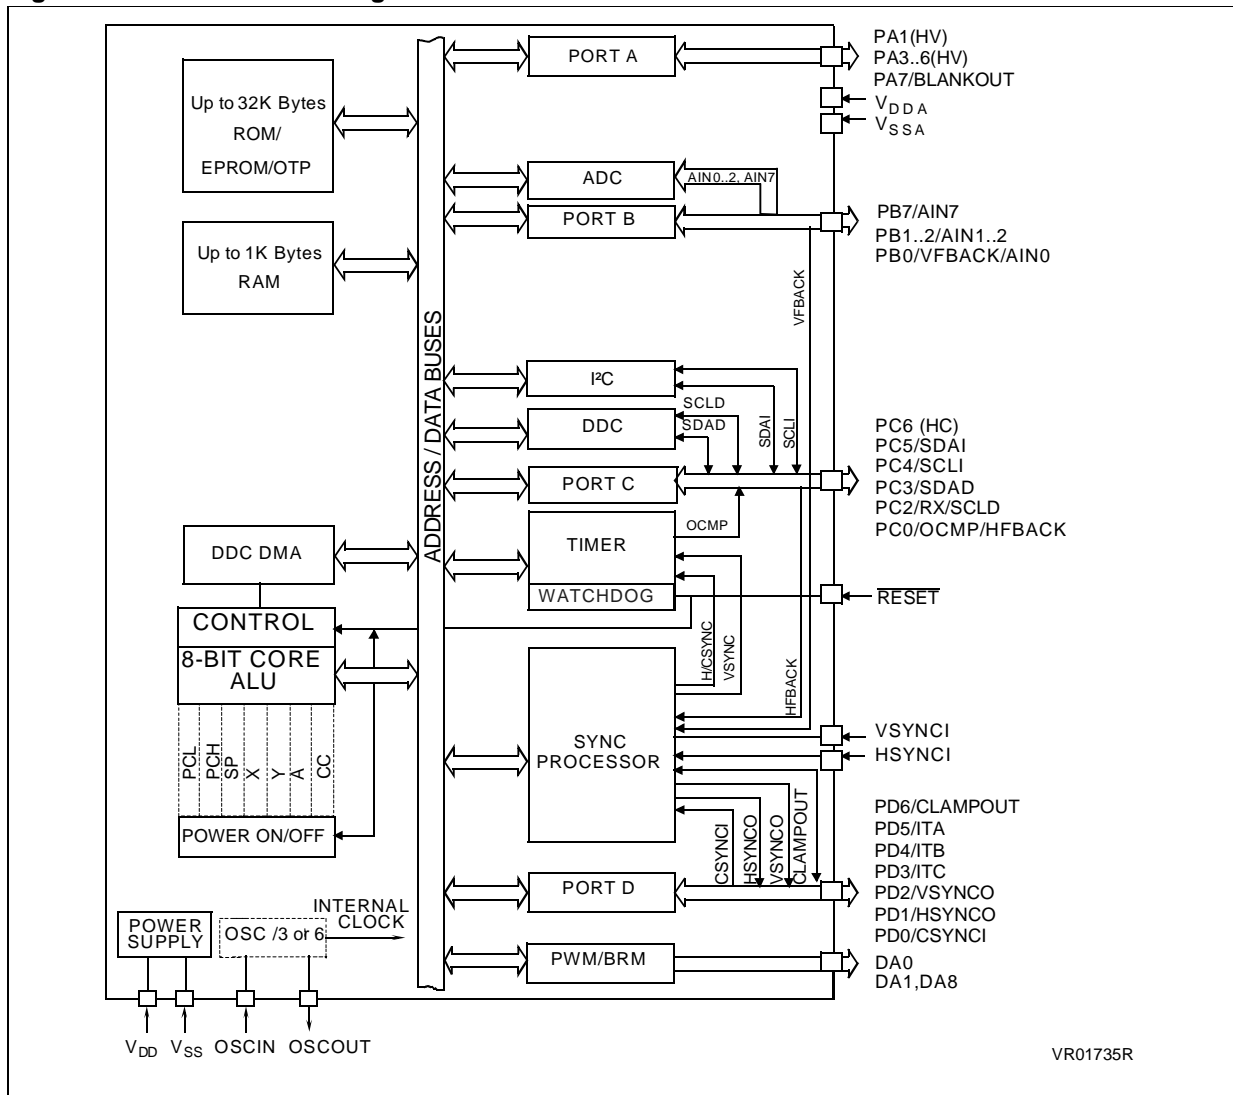 PORT A
PA1(HV)
PA3..6(HV)
PA7/BLANKOUT
VDDA
VSSA
Up to 32K Bytes
ROM/
EPROM/OTP
ADC
AIN0..2, AIN7
PORT B
PB7/AIN7
PB1..2/AIN1..2
PB0/VFBACK/AIN0
Up to 1K Bytes
RAM
VFBACK
ADDRESS / DATA BUSES
I²C
SCLD
DDC
SDAD
SDAI
SCLI
PORT C
PC6 (HC)
PC5/SDAI
PC4/SCLI
PC3/SDAD
PC2/RX/SCLD
PC0/OCMP/HFBACK
OCMP
DDC DMA
TIMER
WATCHDOG
RESET
CONTROL
8-BIT CORE
ALU
H/CSYNC
VSYNC
HFBACK
PCL
PCH
SP
X
Y
A
CC
SYNC
PROCESSOR
VSYNCI
HSYNCI
POWER ON/OFF
CSYNCI
HSYNCO
VSYNCO
CLAMPOUT
PD6/CLAMPOUT
PD5/ITA
PD4/ITB
PD3/ITC
PD2/VSYNCO
PD1/HSYNCO
PD0/CSYNCI
PORT D
POWER
SUPPLY
OSC /3 or 6
INTERNAL
CLOCK
PWM/BRM
DA0
DA1,DA8
VDD
VSS
OSCIN
OSCOUT
VR01735R